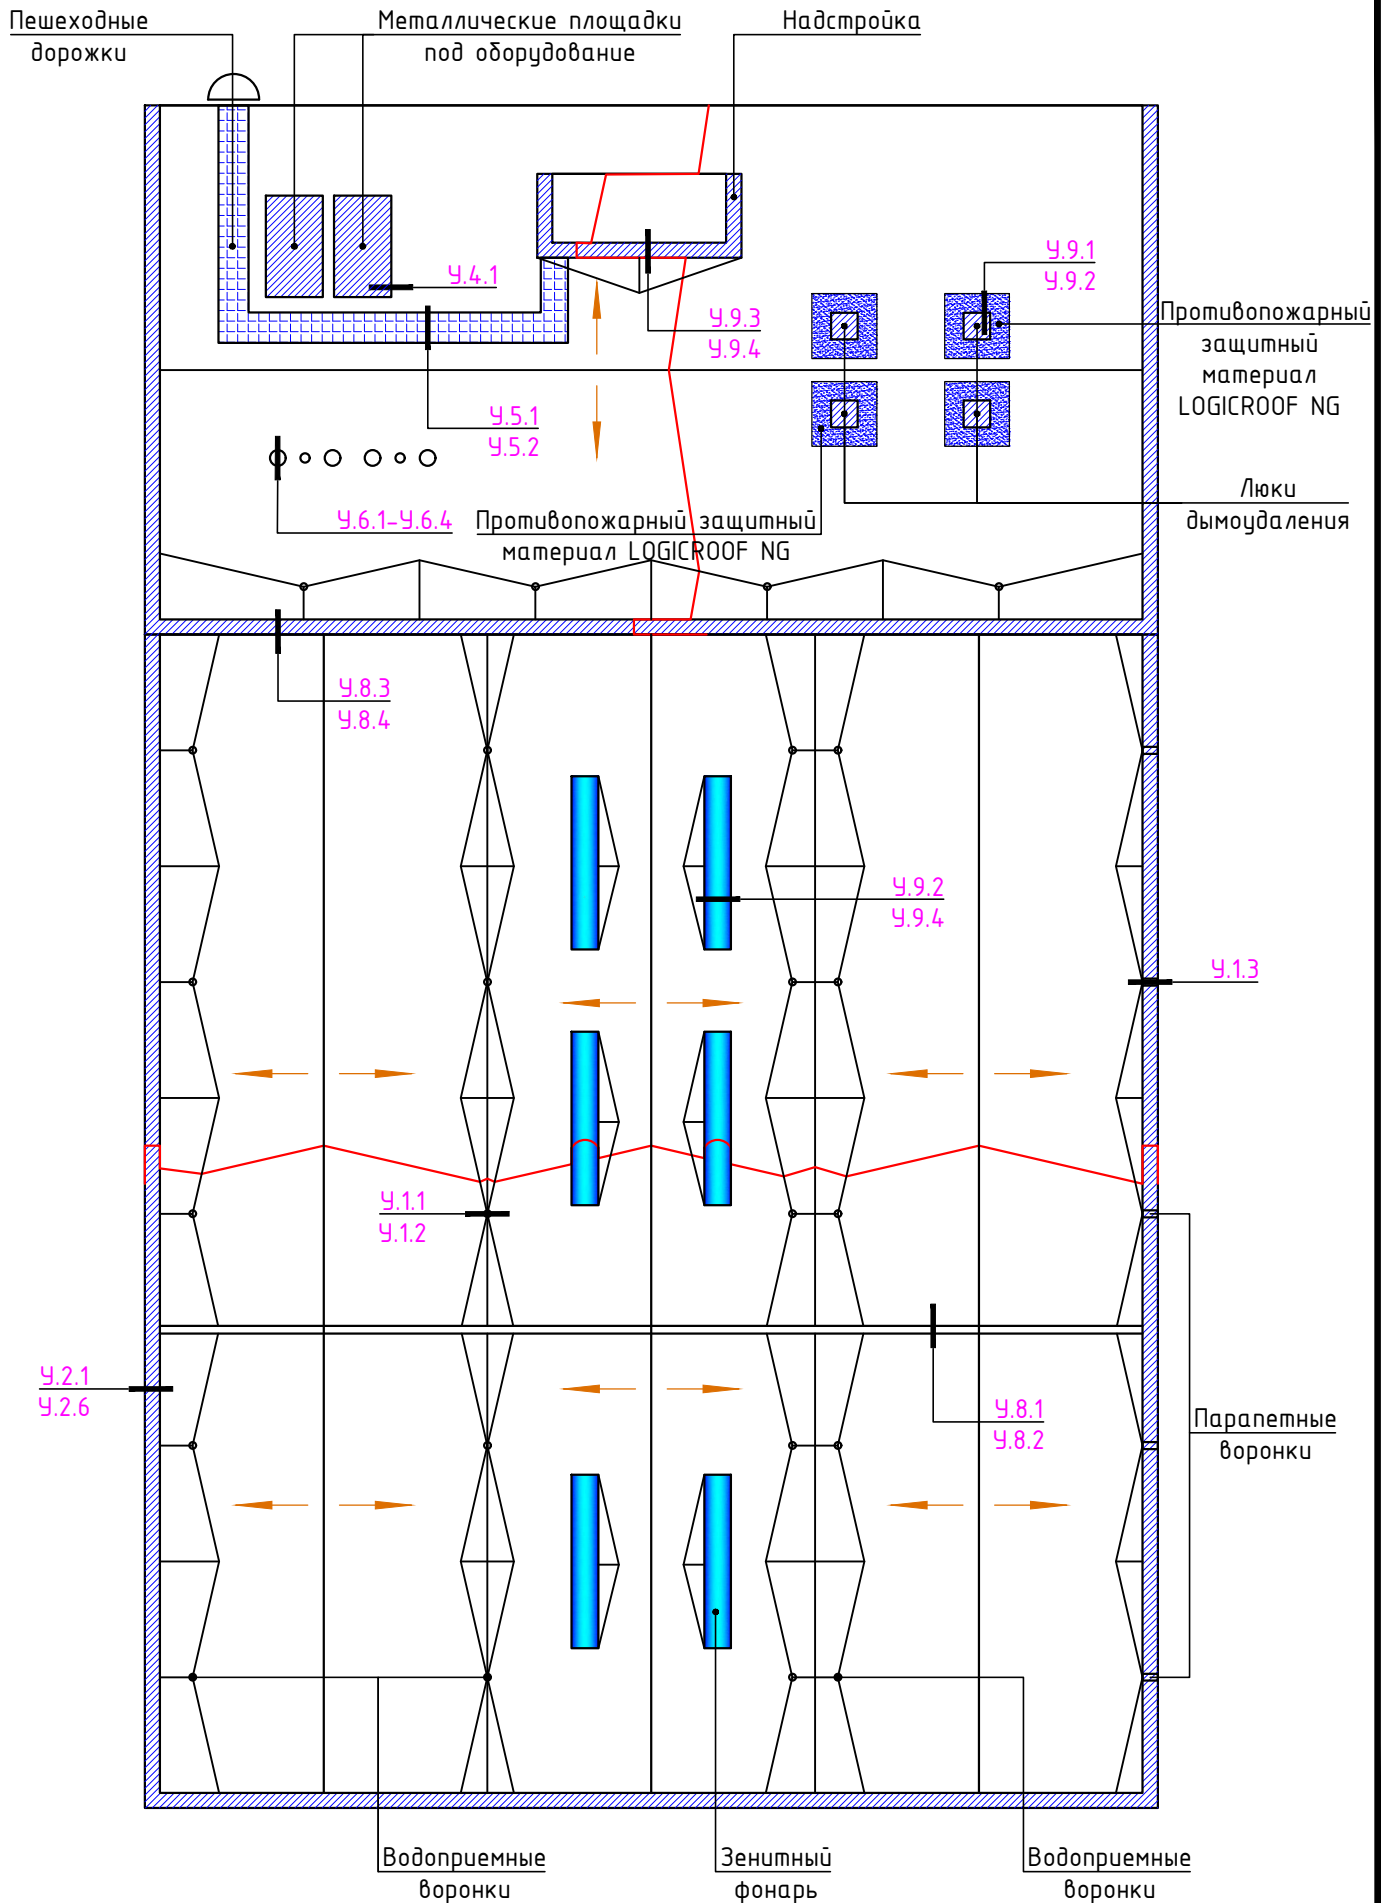 Пешеходные
дорожки
Металлические площадки
под оборудование
Надстройка
У.4.1
У.9.3
У.9.4
У.9.1
У.9.2
Противопожарный
защитный
материал
LOGICROOF NG
У.5.1
У.5.2
У.6.1-У.6.4
Противопожарный защитный
материал LOGICROOF NG
Люки
дымоудаления
У.8.3
У.8.4
У.9.2
У.9.4
У.1.3
У.1.1
У.1.2
У.2.1
У.2.6
У.8.1
У.8.2
Парапетные
воронки
Водоприемные
воронки
Зенитный
фонарь
Водоприемные
воронки